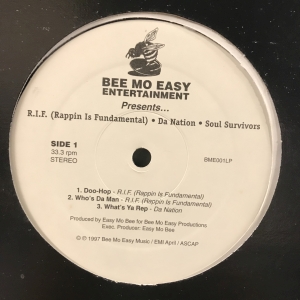 BEE MO EASY
ENTERTAINMENT
Presents...
R.I.F. (Rappin Is Fundamental) • Da Nation • Soul Survivors
SIDE 1
33.3 rpm
STEREO
BME001LP
1. Doo-Hop - R.I.F. (Rappin Is Fundamental)
2. Who's Da Man - R.I.F. (Rappin Is Fundamental)
3. What's Ya Rep - Da Nation
Produced by Easy Mo Bee for Bee Mo Easy Productions
Exec. Producer: Easy Mo Bee
© ℗ 1997 Bee Mo Easy Music / EMI April / ASCAP